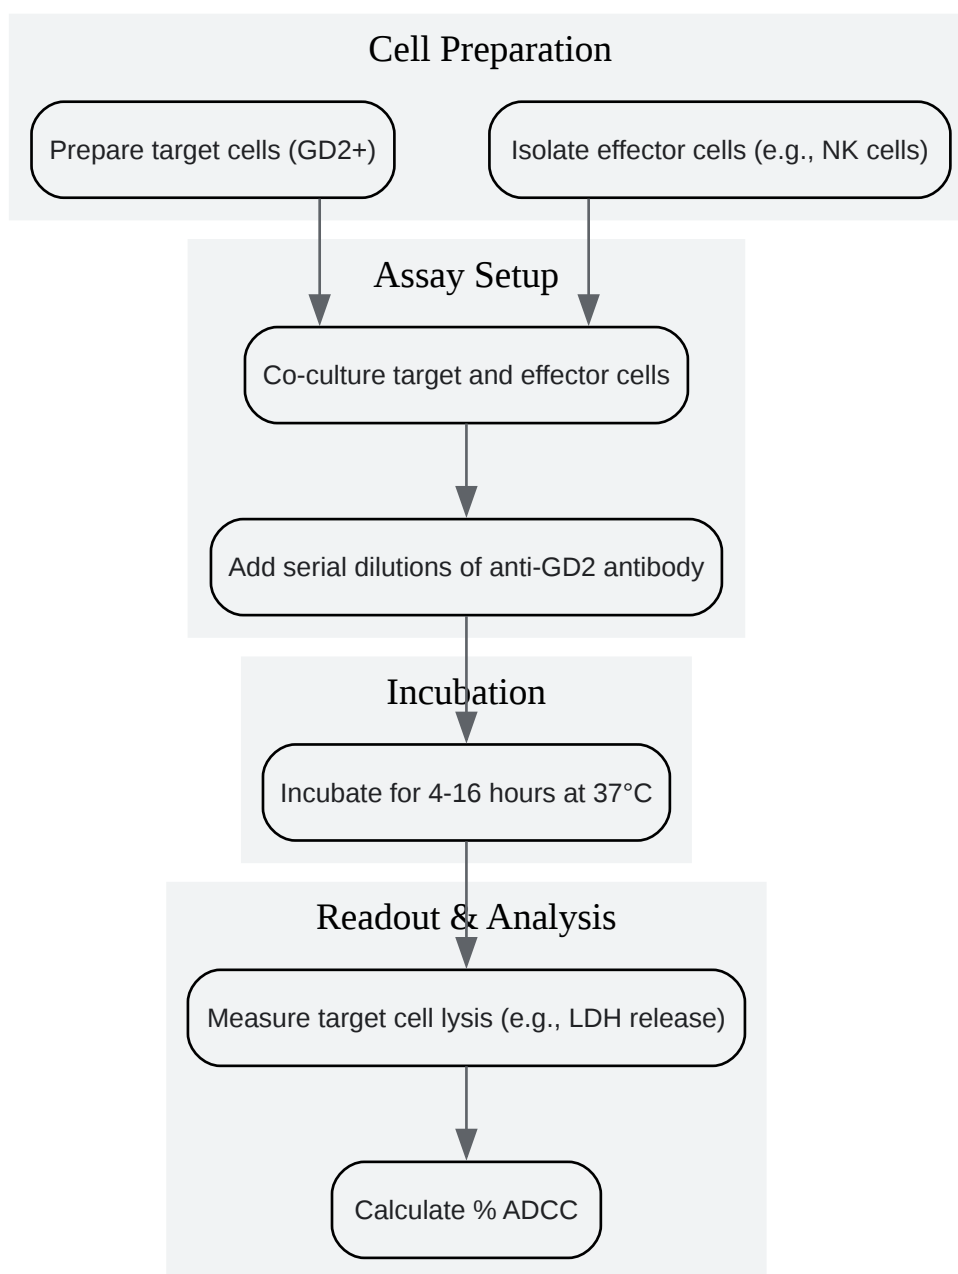 Cell Preparation
Prepare target cells (GD2+)
Isolate effector cells (e.g., NK cells)
Assay Setup
Co-culture target and effector cells
Add serial dilutions of anti-GD2 antibody
Incubation
Incubate for 4-16 hours at 37°C
Readout & Analysis
Measure target cell lysis (e.g., LDH release)
Calculate % ADCC